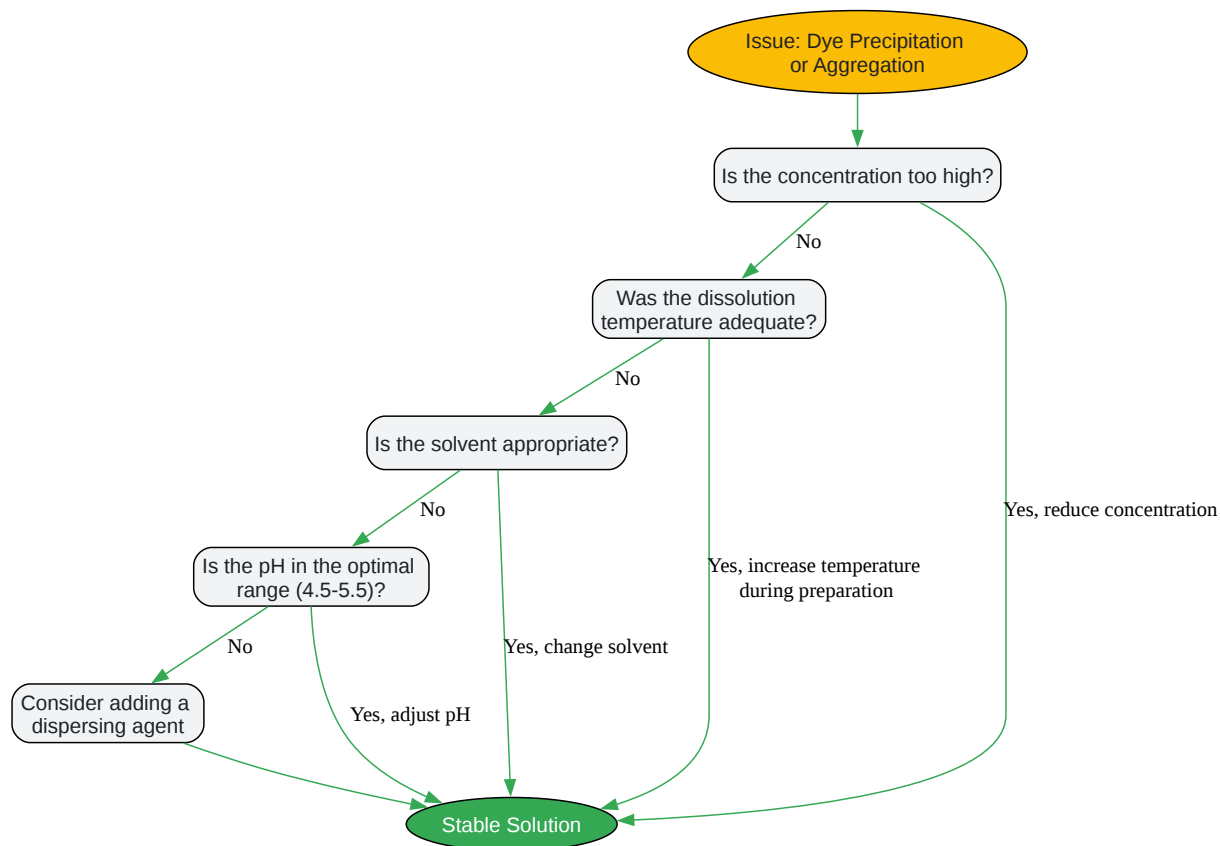 Issue: Dye Precipitation
or Aggregation
Is the concentration too high?
No
Was the dissolution
temperature adequate?
No
Is the solvent appropriate?
No
Yes, reduce concentration
Is the pH in the optimal
range (4.5-5.5)?
Yes, increase temperature
during preparation
No
Yes, change solvent
Consider adding a
dispersing agent
Yes, adjust pH
Stable Solution